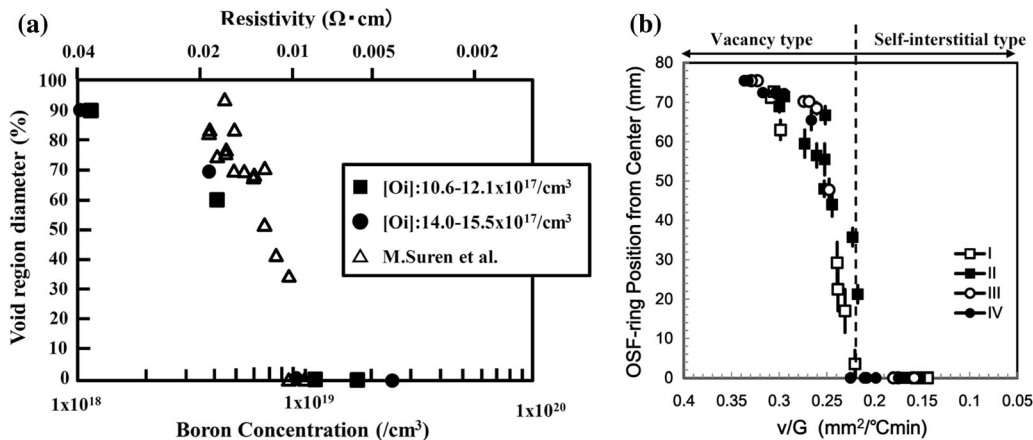 (a)
Resistivity (Ω・cm)
0.04 0.02 0.01 0.005 0.002
Void region diameter (%)
100
90
80
70
60
50
40
30
20
10
0
[Oi]:10.6-12.1x10¹⁷/cm³
[Oi]:14.0-15.5x10¹⁷/cm³
M.Suren et al.
1x10¹⁸ 1x10¹⁹ 1x10²⁰
Boron Concentration (/cm³)
(b)
Vacancy type Self-interstitial type
OSF-ring Position from Center (mm)
80
70
60
50
40
30
20
10
0
I
II
III
IV
0.4 0.35 0.3 0.25 0.2 0.15 0.1 0.05
v/G (mm²/°Cmin)